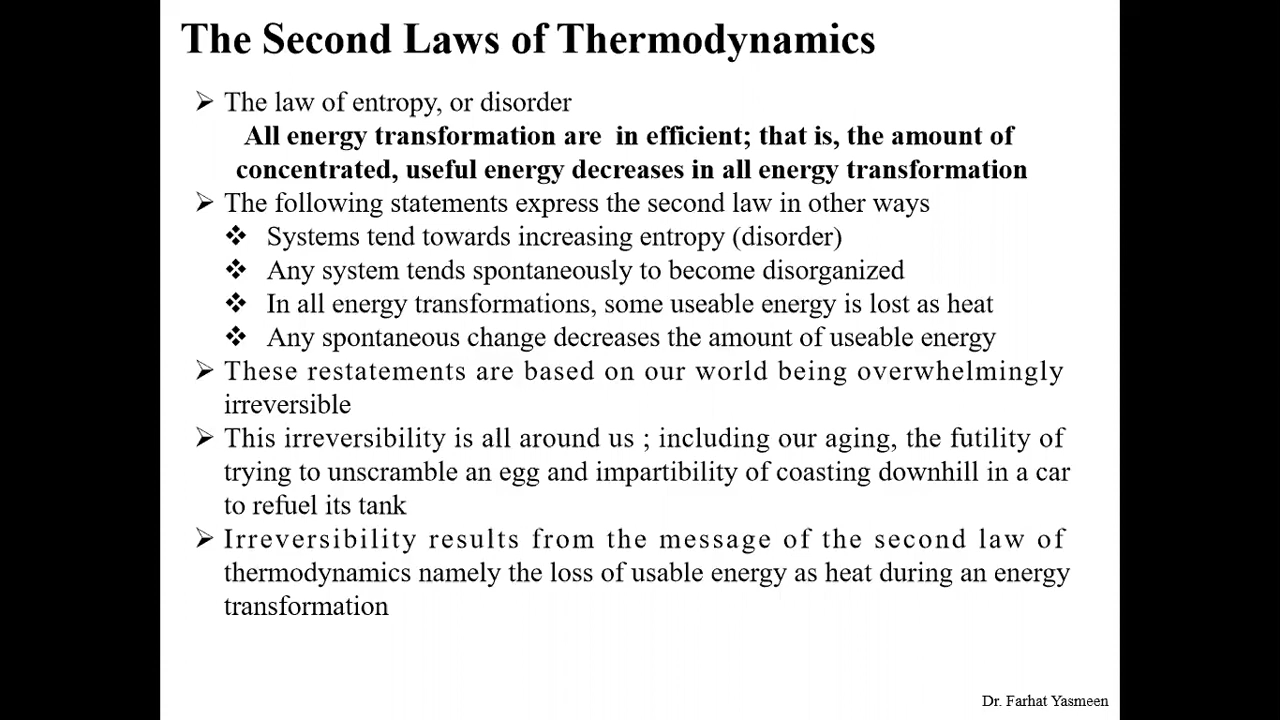 The Second Laws of Thermodynamics
➢ The law of entropy, or disorder
All energy transformation are in efficient; that is, the amount of
concentrated, useful energy decreases in all energy transformation
➢ The following statements express the second law in other ways
❖ Systems tend towards increasing entropy (disorder)
❖ Any system tends spontaneously to become disorganized
❖ In all energy transformations, some useable energy is lost as heat
❖ Any spontaneous change decreases the amount of useable energy
➢ These restatements are based on our world being overwhelmingly
irreversible
➢ This irreversibility is all around us ; including our aging, the futility of
trying to unscramble an egg and impartibility of coasting downhill in a car
to refuel its tank
➢ Irreversibility results from the message of the second law of
thermodynamics namely the loss of usable energy as heat during an energy
transformation
Dr. Farhat Yasmeen